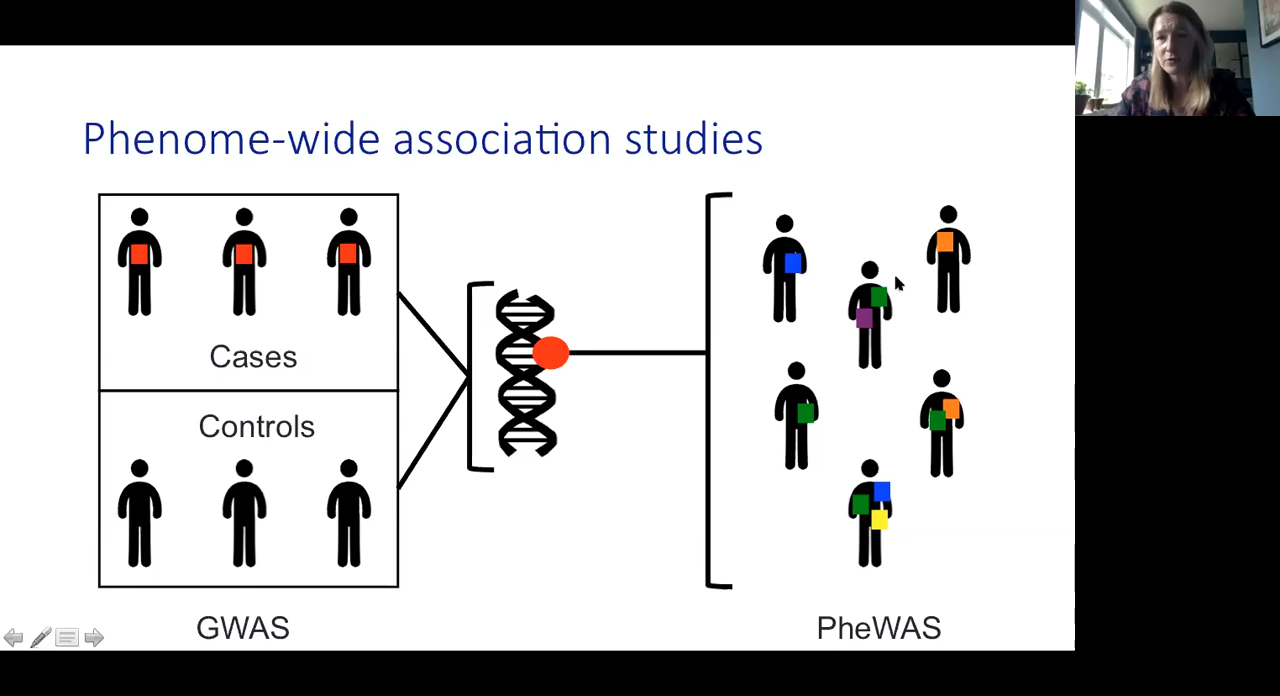 Phenome-wide association studies
Cases
Controls
GWAS
PheWAS